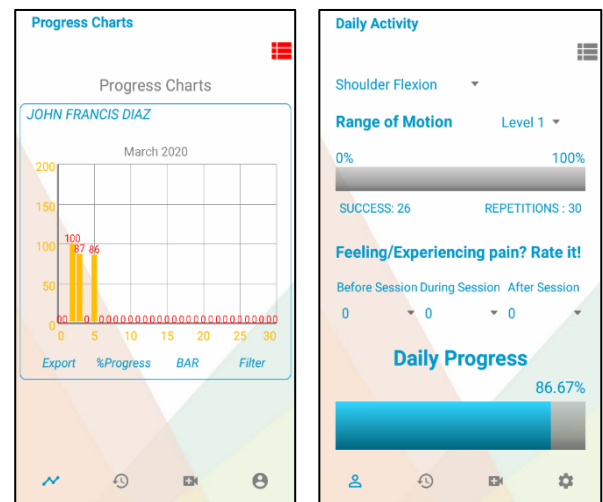 Progress Charts
Progress Charts
JOHN FRANCIS DIAZ
March 2020
200
150
100
50
0
100
87 86
00 0 0000000000000000000000000
0 5 10 15 20 25 30
Export %Progress BAR Filter
Daily Activity
Shoulder Flexion
Range of Motion Level 1
0% 100%
SUCCESS: 26 REPETITIONS : 30
Feeling/Experiencing pain? Rate it!
Before Session During Session After Session
0 0 0
Daily Progress
86.67%